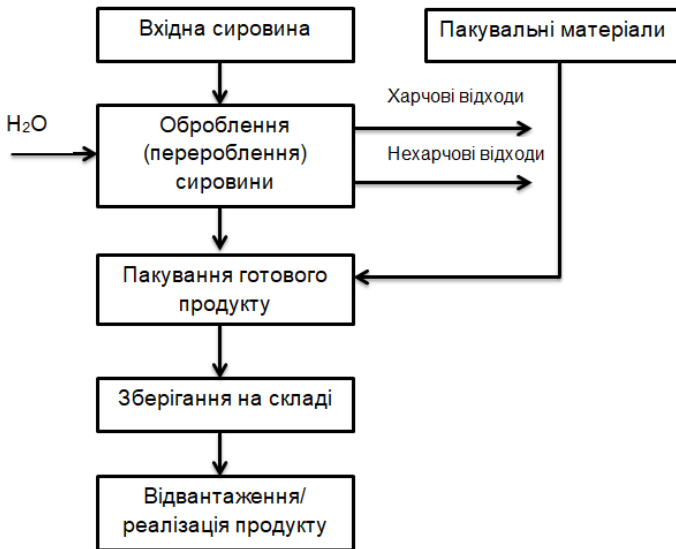 Вхідна сировина
Пакувальні матеріали
Харчові відходи
H₂O
Оброблення
(перероблення)
сировини
Нехарчові відходи
Пакування готового
продукту
Зберігання на складі
Відвантаження/
реалізація продукту